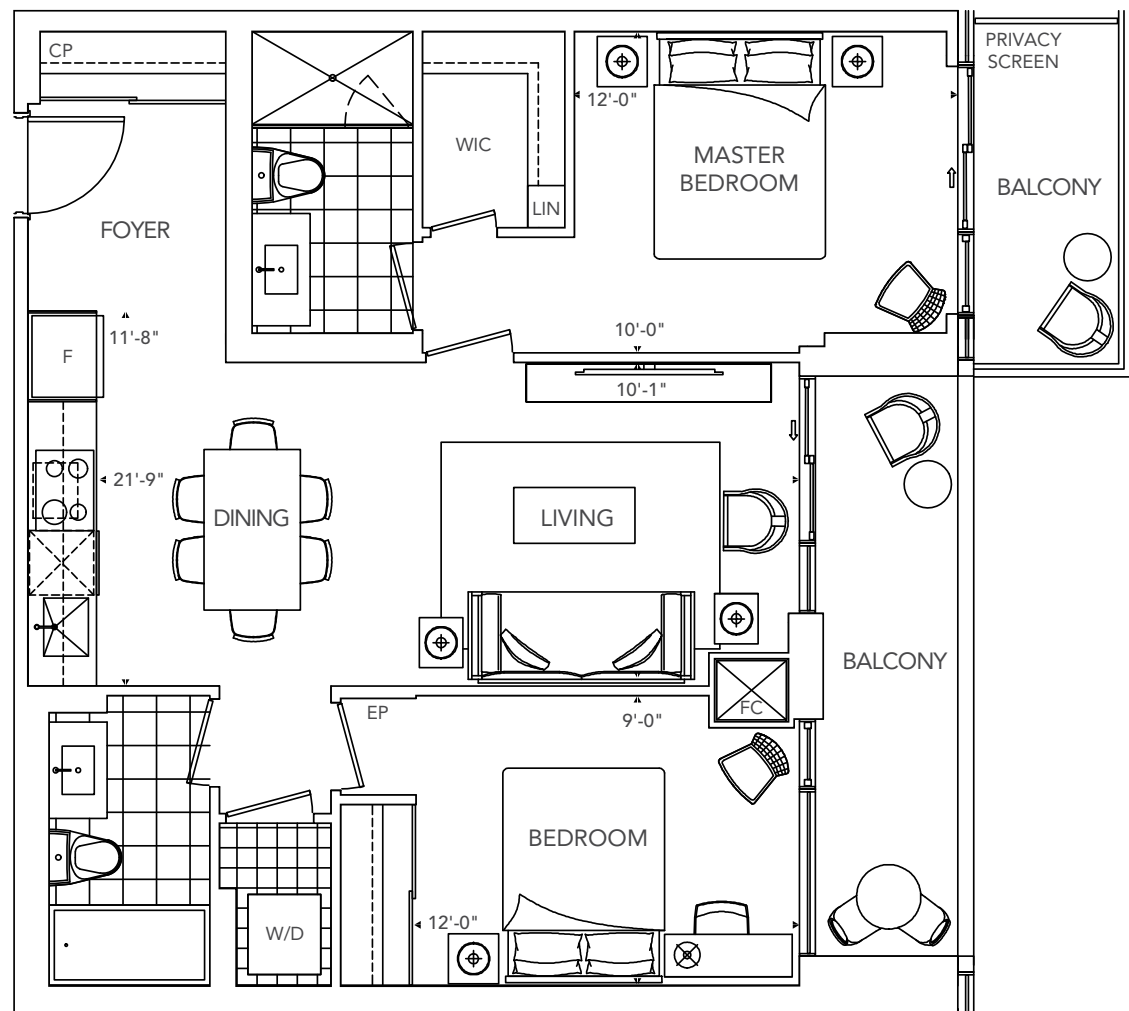 CP
PRIVACY
SCREEN
12'-0"
WIC
MASTER
BEDROOM
BALCONY
LIN
FOYER
11'-8"
10'-0"
F
10'-1"
21'-9"
DINING
LIVING
BALCONY
EP
FC
9'-0"
BEDROOM
12'-0"
W/D